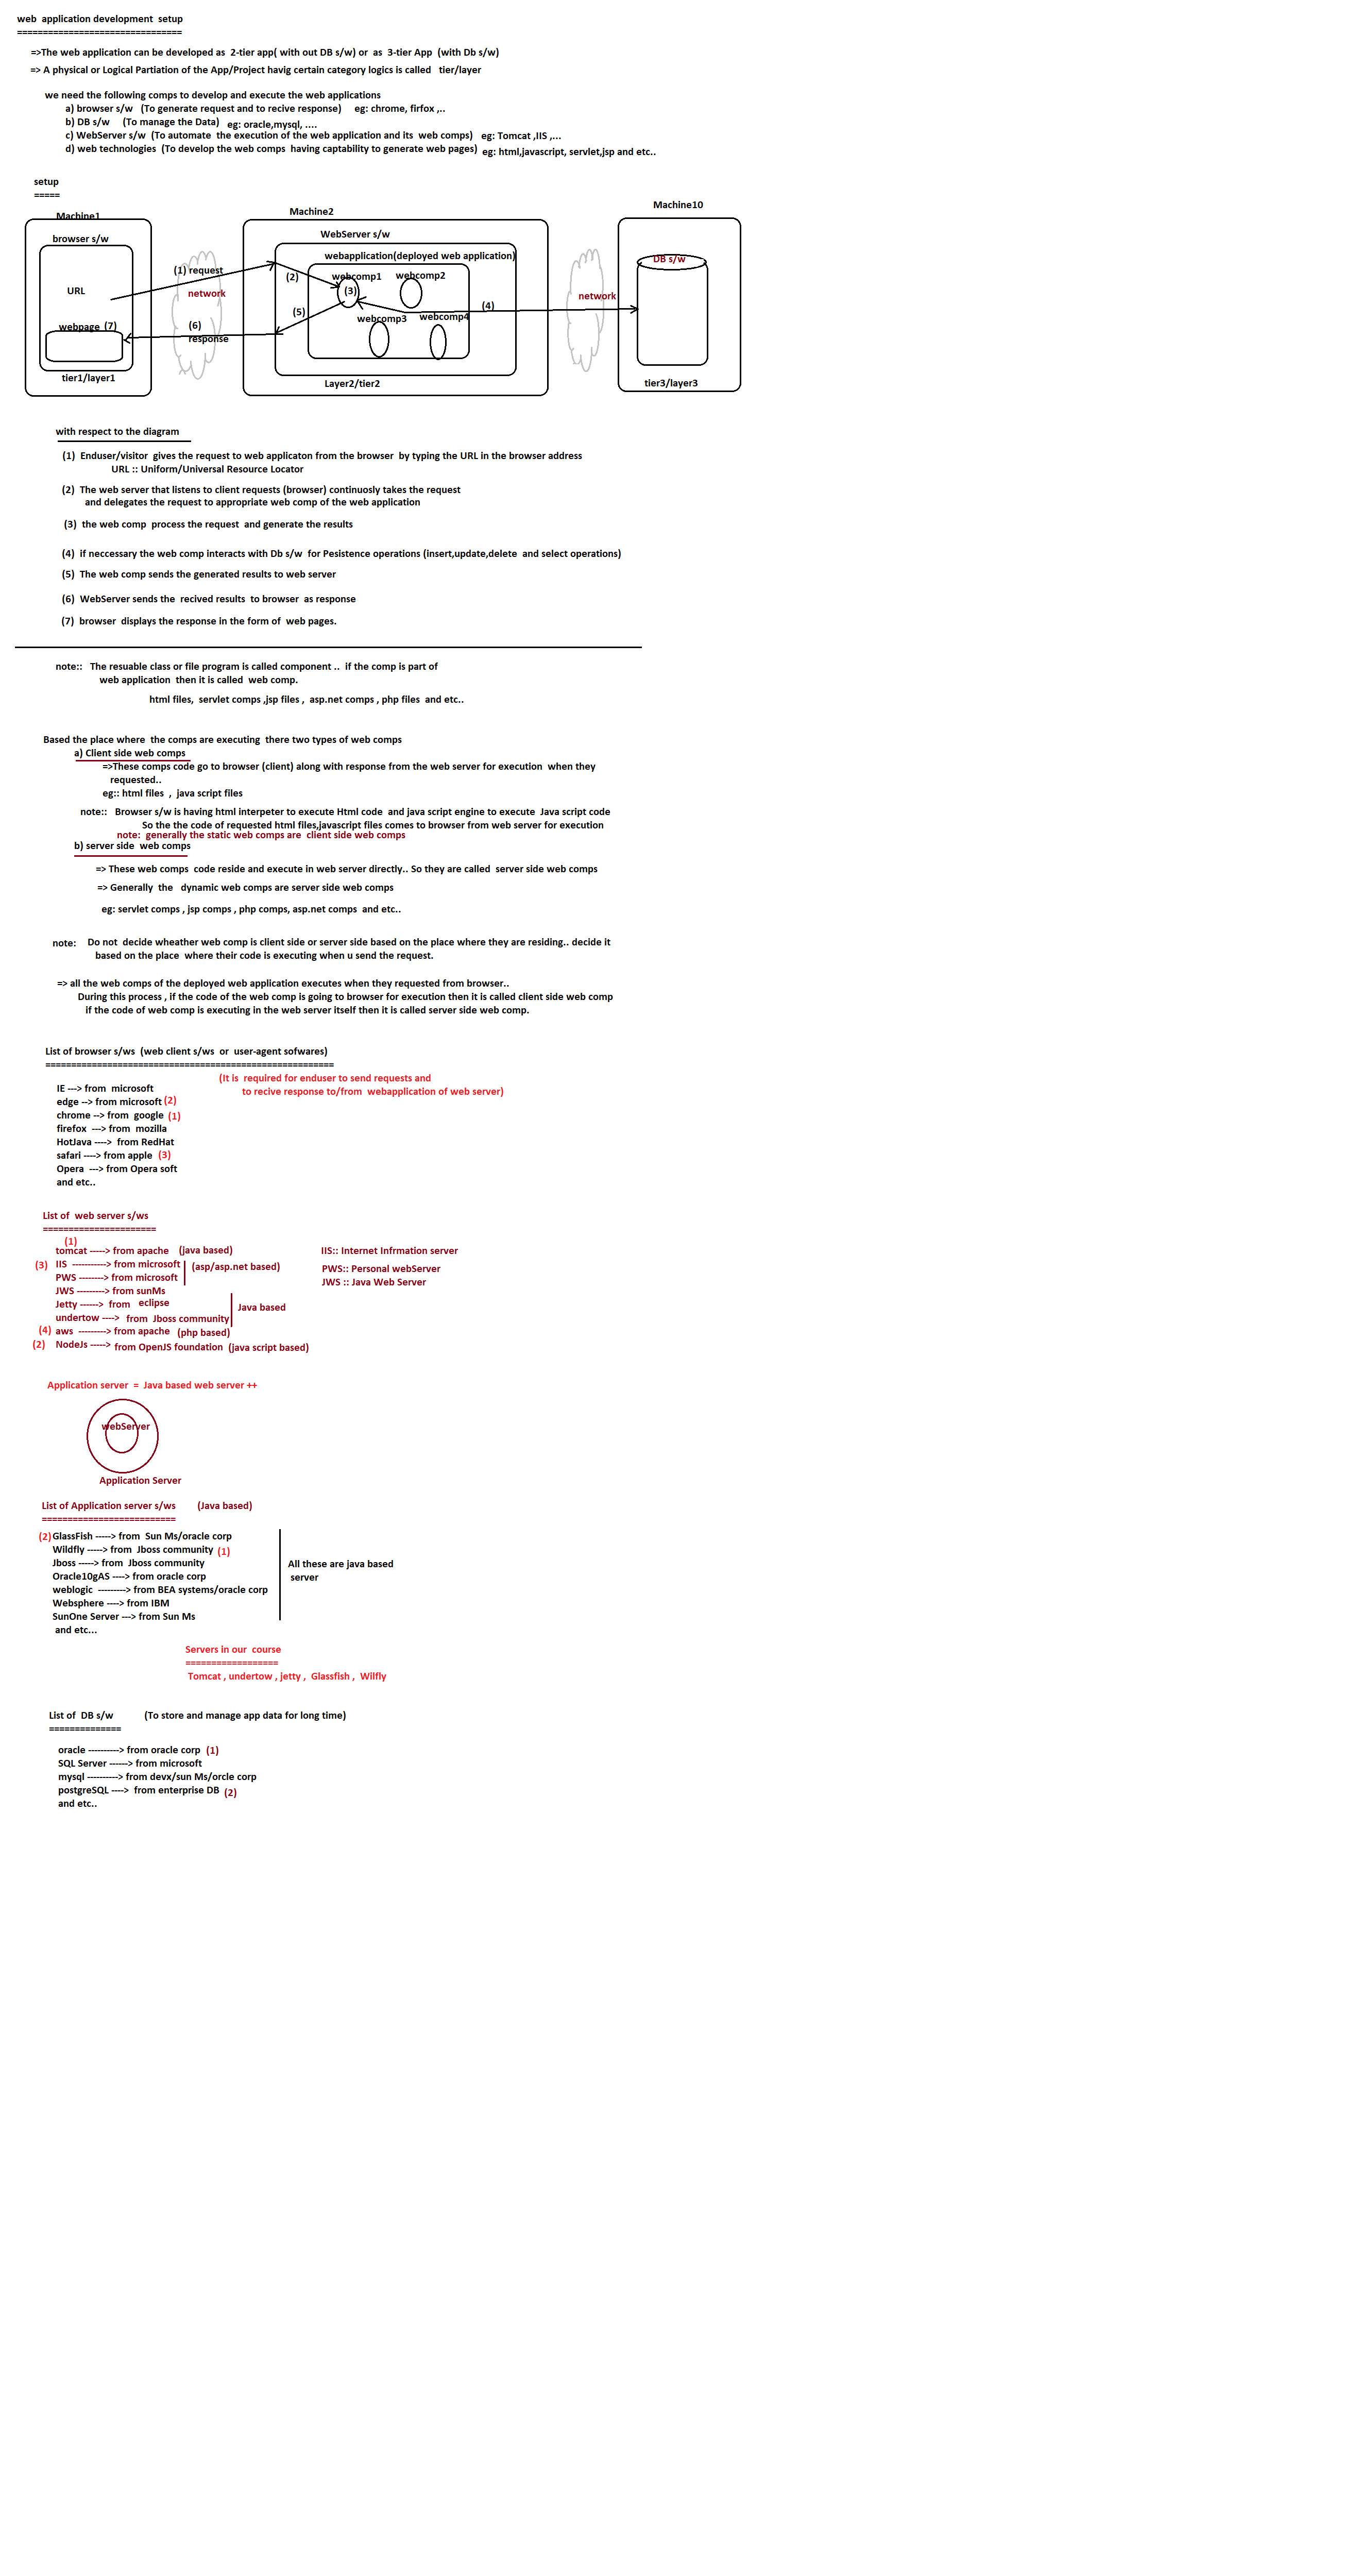 web  application development  setup
================================
=>The web application can be developed as  2-tier app( with out DB s/w) or  as  3-tier App  (with Db s/w)
=> A physical or Logical Partiation of the App/Project havig certain category logics is called   tier/layer
we need the following comps to develop and execute the web applications
a) browser s/w   (To generate request and to recive response)     eg: chrome, firfox ,..
b) DB s/w     (To manage the Data)   eg: oracle,mysql, ....
c) WebServer s/w  (To automate  the execution of the web application and its  web comps)   eg: Tomcat ,IIS ,...
d) web technologies  (To develop the web comps  having captability to generate web pages)  eg: html,javascript, servlet,jsp and etc..
setup
=====
Machine1
Machine2
Machine10
browser s/w
WebServer s/w
webapplication(deployed web application)
DB s/w
(1) request
(2)
webcomp1
webcomp2
URL
network
(3)
network
(4)
(5)
webcomp3
webcomp4
webpage
(7)
(6)
response
tier1/layer1
Layer2/tier2
tier3/layer3
with respect to the diagram
(1)  Enduser/visitor  gives the request to web applicaton from the browser  by typing the URL in the browser address
URL :: Uniform/Universal Resource Locator
(2)  The web server that listens to client requests (browser) continuosly takes the request
and delegates the request to appropriate web comp of the web application
(3)  the web comp  process the request  and generate the results
(4)  if neccessary the web comp interacts with Db s/w  for Pesistence operations (insert,update,delete  and select operations)
(5)  The web comp sends the generated results to web server
(6)  WebServer sends the  recived results  to browser  as response
(7)  browser  displays the response in the form of  web pages.
note::   The resuable class or file program is called component ..  if the comp is part of
web application  then it is called  web comp.
html files,  servlet comps ,jsp files ,  asp.net comps , php files  and etc..
Based the place where  the comps are executing  there two types of web comps
a) Client side web comps
=>These comps code go to browser (client) along with response from the web server for execution  when they
requested..
eg:: html files  ,  java script files
note::   Browser s/w is having html interpeter to execute Html code  and java script engine to execute  Java script code
So the the code of requested html files,javascript files comes to browser from web server for execution
note:  generally the static web comps are  client side web comps
b) server side  web comps
=> These web comps  code reside and execute in web server directly.. So they are called  server side web comps
=> Generally  the   dynamic web comps are server side web comps
eg: servlet comps , jsp comps , php comps, asp.net comps  and etc..
note:    Do not  decide wheather web comp is client side or server side based on the place where they are residing.. decide it
based on the place  where their code is executing when u send the request.
=> all the web comps of the deployed web application executes when they requested from browser..
During this process , if the code of the web comp is going to browser for execution then it is called client side web comp
if the code of web comp is executing in the web server itself then it is called server side web comp.
List of browser s/ws  (web client s/ws  or  user-agent sofwares)
========================================================
(It is  required for enduser to send requests and
to recive response to/from  webapplication of web server)
IE ---> from  microsoft
edge --> from microsoft (2)
chrome --> from  google (1)
firefox  ---> from  mozilla
HotJava ---->  from RedHat
safari ----> from apple  (3)
Opera  ---> from Opera soft
and etc..
List of  web server s/ws
======================
(1)
tomcat -----> from apache    (java based)
IIS:: Internet Infrmation server
(3)   IIS  -----------> from microsoft
(asp/asp.net based)
PWS:: Personal webServer
PWS --------> from microsoft
JWS :: Java Web Server
JWS ---------> from sunMs
Jetty ------>  from   eclipse
Java based
undertow ---->  from  Jboss community
(4)  aws  ---------> from apache   (php based)
(2)   NodeJs -----> from OpenJS foundation  (java script based)
Application server  =  Java based web server ++
webServer
Application Server
List of Application server s/ws        (Java based)
==========================
(2) GlassFish -----> from  Sun Ms/oracle corp
Wildfly -----> from  Jboss community  (1)
Jboss -----> from  Jboss community
All these are java based
server
Oracle10gAS ----> from oracle corp
weblogic  ---------> from BEA systems/oracle corp
Websphere ----> from IBM
SunOne Server ---> from Sun Ms
and etc...
Servers in our  course
==================
Tomcat , undertow , jetty ,  Glassfish ,  Wilfly
List of  DB s/w            (To store and manage app data for long time)
==============
oracle ----------> from oracle corp  (1)
SQL Server ------> from microsoft
mysql ----------> from devx/sun Ms/orcle corp
postgreSQL ---->  from enterprise DB  (2)
and etc..